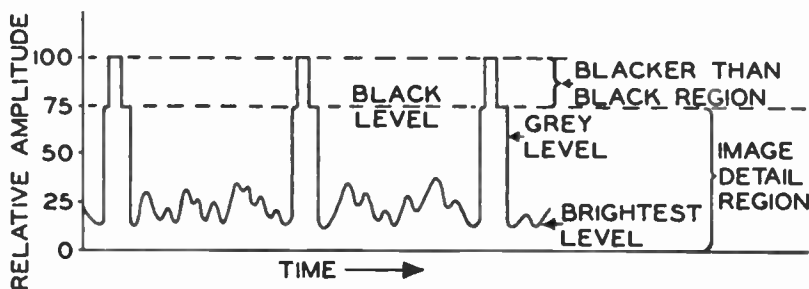 RELATIVE AMPLITUDE
100
75
50
25
0
BLACK
LEVEL
BLACKER THAN
BLACK REGION
GREY
LEVEL
IMAGE
DETAIL
REGION
BRIGHTEST
LEVEL
TIME